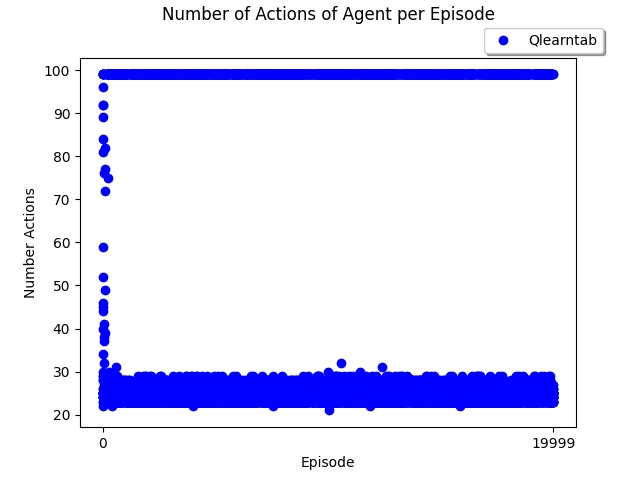 Number of Actions of Agent per Episode
Qlearntab
100
90
80
70
60
50
40
30
20
Number Actions
0 19999
Episode